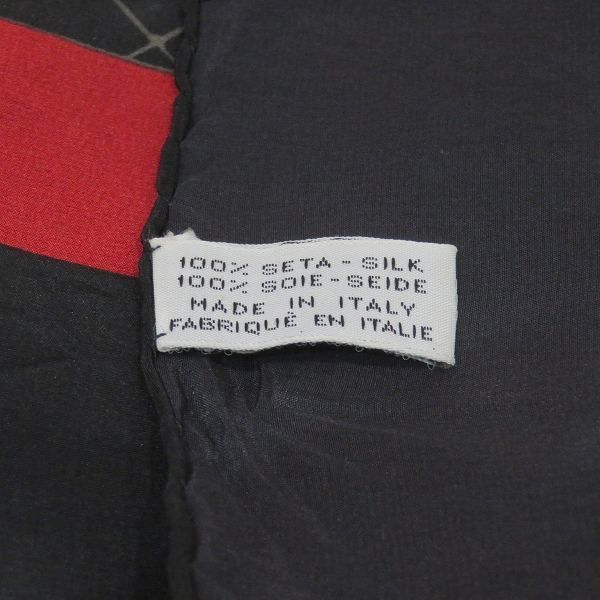 100% SETA - SILK
100% SOIE - SEIDE
MADE IN ITALY
FABRIQUÉ EN ITALIE